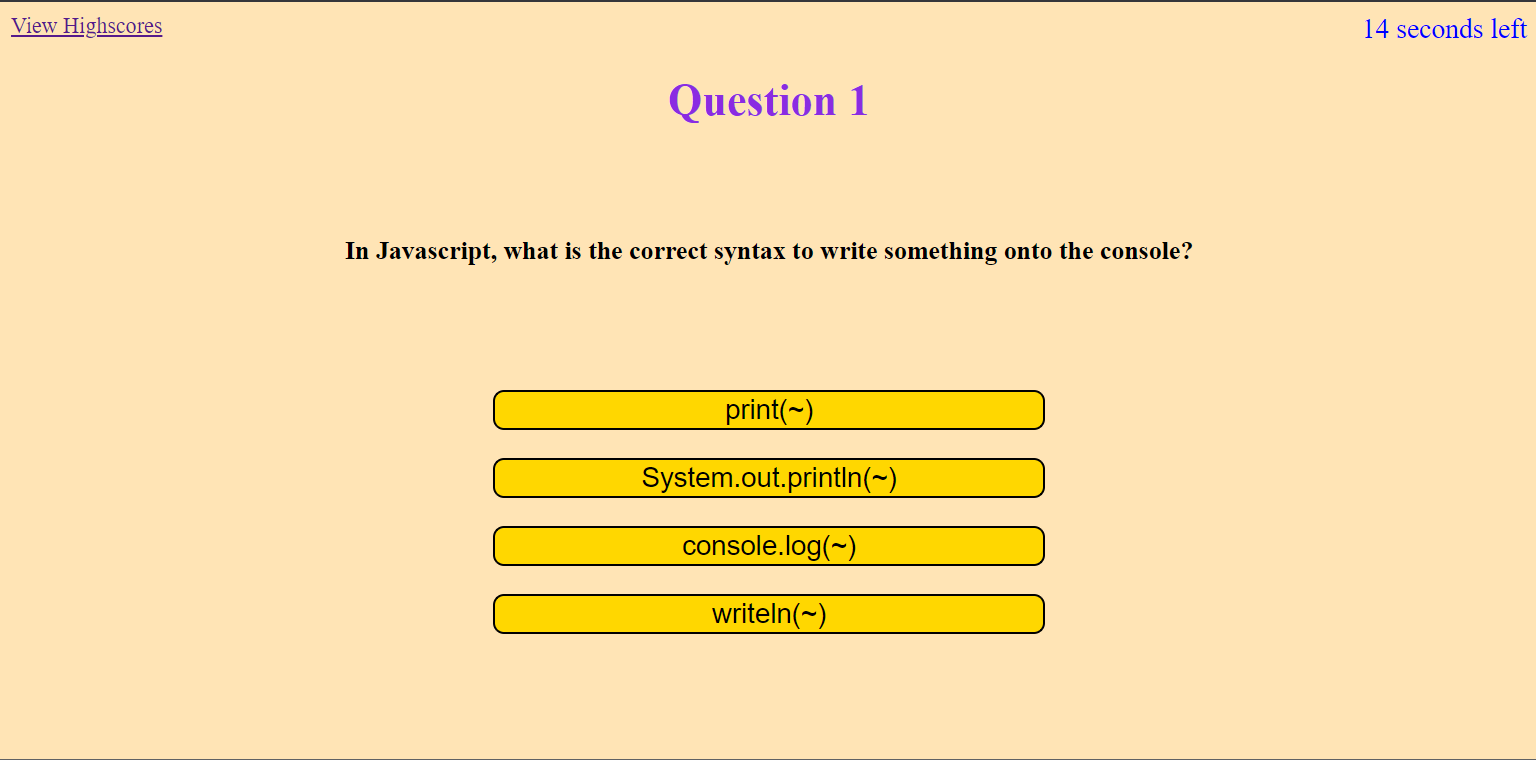 View Highscores
14 seconds left
Question 1
In Javascript, what is the correct syntax to write something onto the console?
print(~)
System.out.println(~)
console.log(~)
writeln(~)